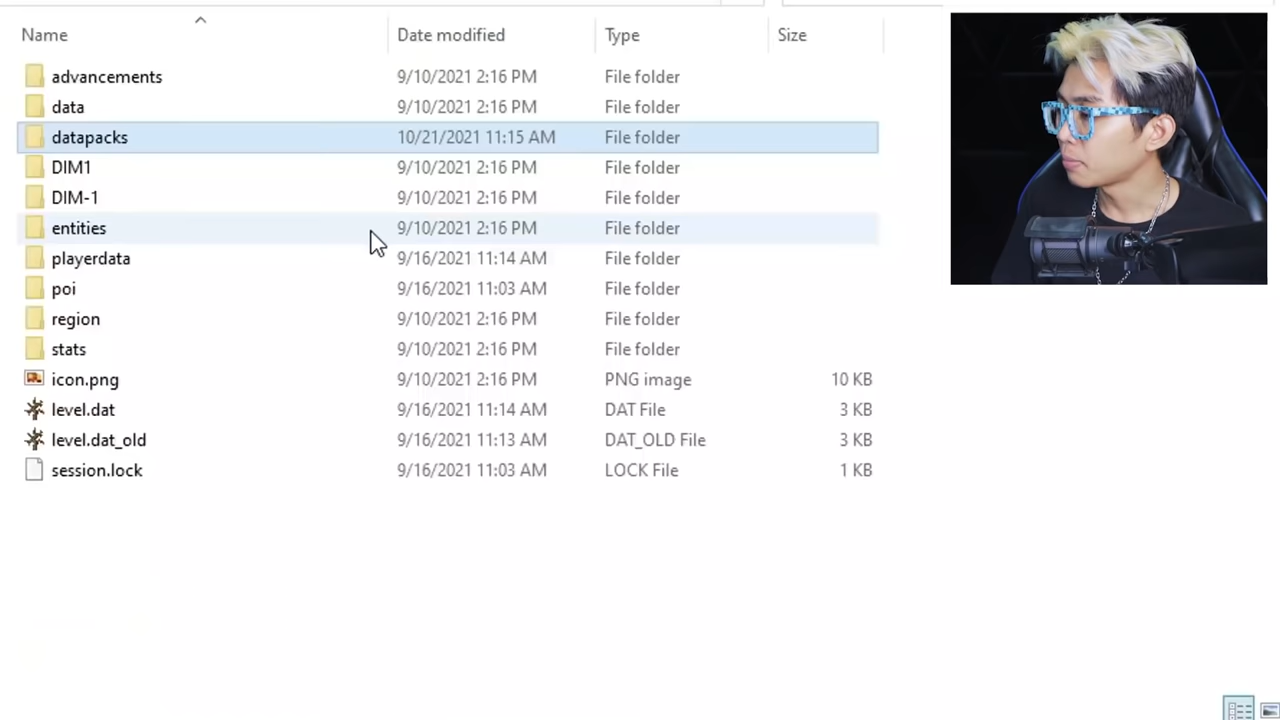 Name Date modified Type Size
advancements 9/10/2021 2:16 PM File folder
data 9/10/2021 2:16 PM File folder
datapacks 10/21/2021 11:15 AM File folder
DIM1 9/10/2021 2:16 PM File folder
DIM-1 9/10/2021 2:16 PM File folder
entities 9/10/2021 2:16 PM File folder
playerdata 9/16/2021 11:14 AM File folder
poi 9/16/2021 11:03 AM File folder
region 9/10/2021 2:16 PM File folder
stats 9/10/2021 2:16 PM File folder
icon.png 9/10/2021 2:16 PM PNG image 10 KB
level.dat 9/16/2021 11:14 AM DAT File 3 KB
level.dat_old 9/16/2021 11:13 AM DAT_OLD File 3 KB
session.lock 9/16/2021 11:03 AM LOCK File 1 KB